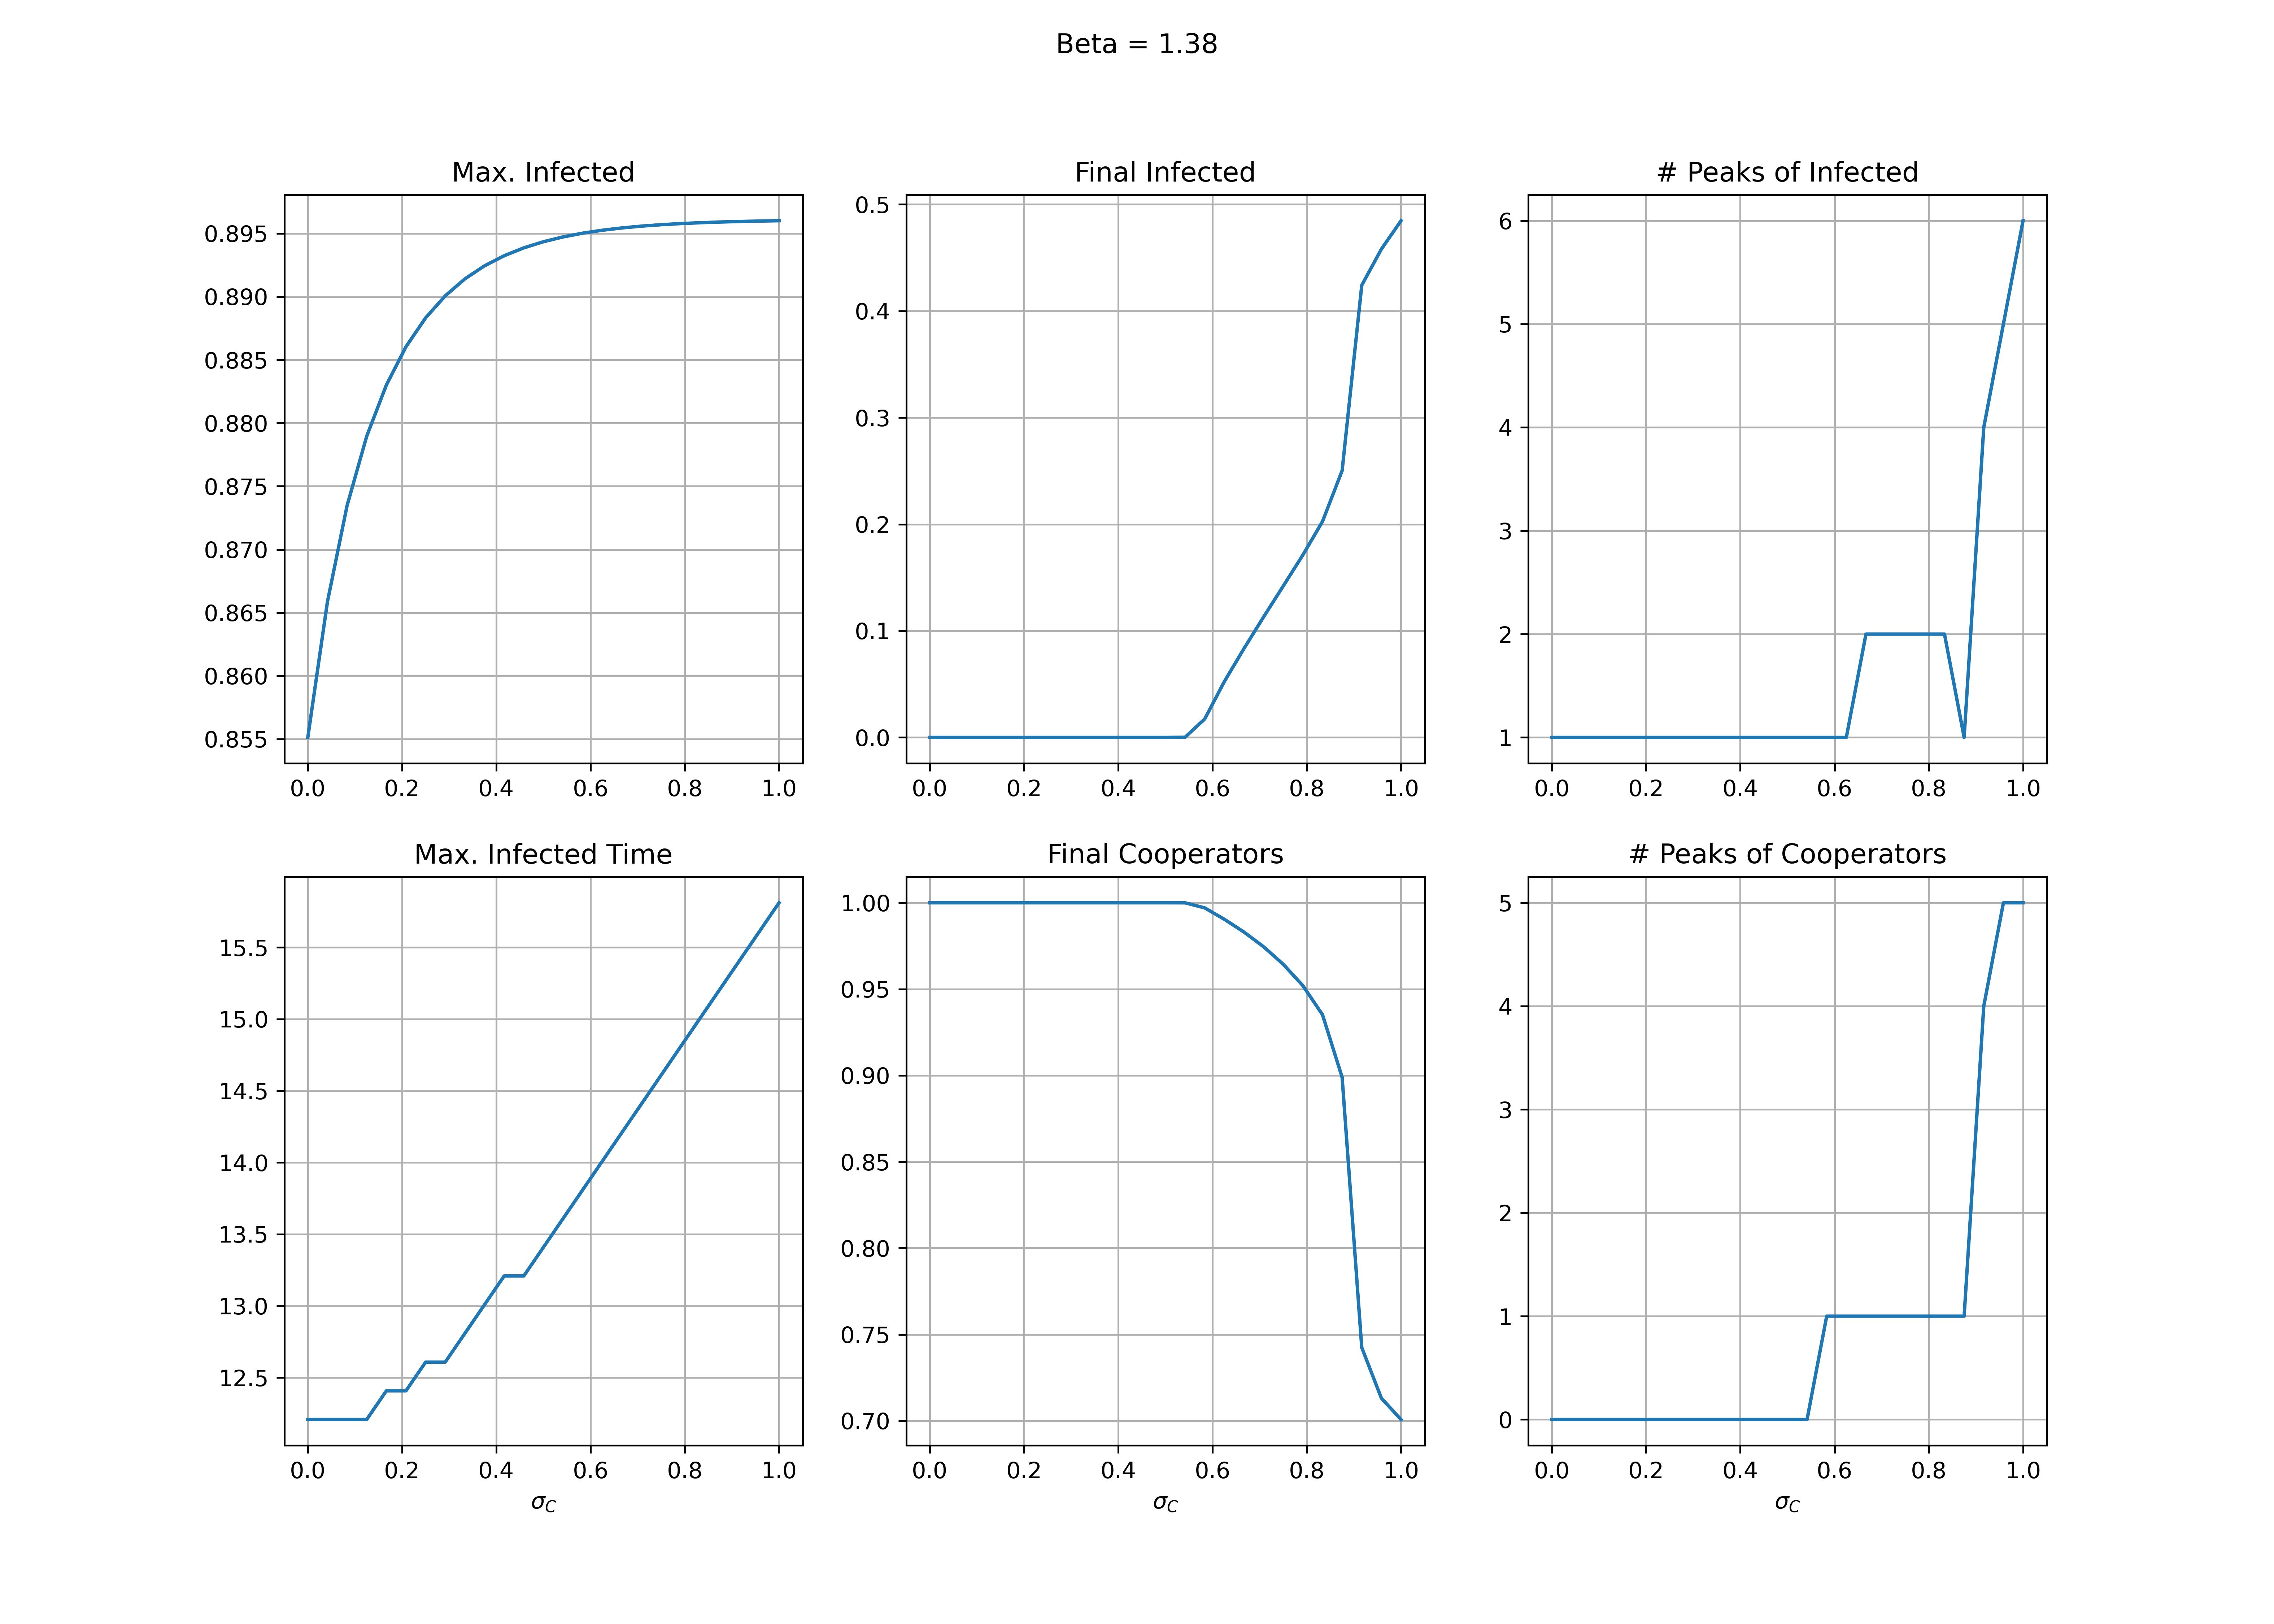 Beta = 1.38
Max. Infected
0.895
0.890
0.885
0.880
0.875
0.870
0.865
0.860
0.855
0.0 0.2 0.4 0.6 0.8 1.0
Final Infected
0.5
0.4
0.3
0.2
0.1
0.0
0.0 0.2 0.4 0.6 0.8 1.0
# Peaks of Infected
6
5
4
3
2
1
0.0 0.2 0.4 0.6 0.8 1.0
Max. Infected Time
15.5
15.0
14.5
14.0
13.5
13.0
12.5
0.0 0.2 0.4 0.6 0.8 1.0
σC
Final Cooperators
1.00
0.95
0.90
0.85
0.80
0.75
0.70
0.0 0.2 0.4 0.6 0.8 1.0
σC
# Peaks of Cooperators
5
4
3
2
1
0
0.0 0.2 0.4 0.6 0.8 1.0
σC